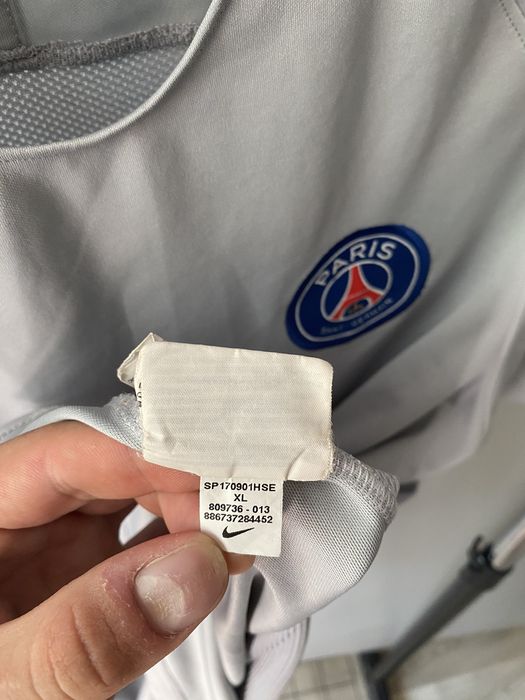 PARIS
SAINT-GERMAIN
SP170901HSE
XL
809736 - 013
886737284452